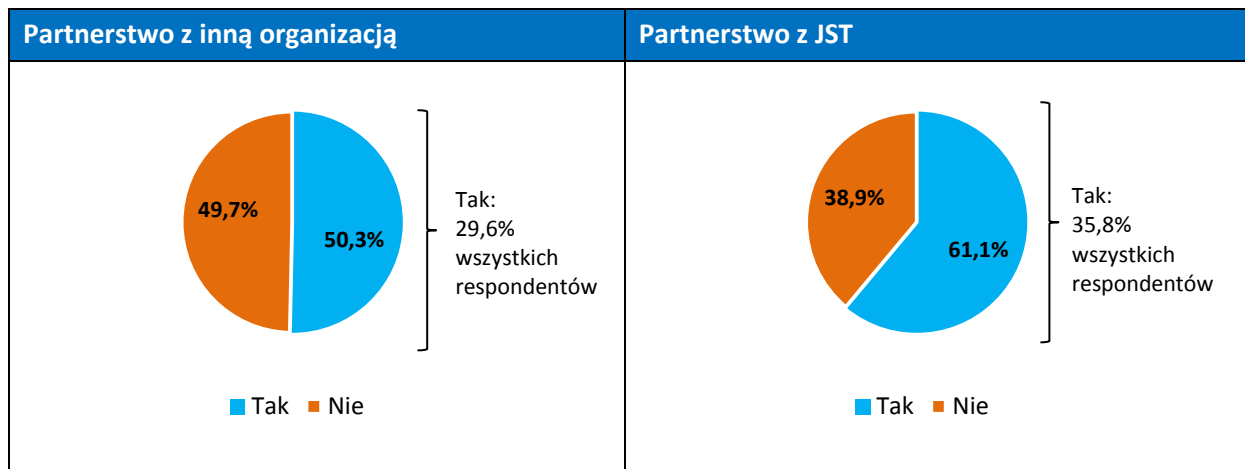 Partnerstwo z inną organizacją
Partnerstwo z JST
49,7%
50,3%
Tak:
29,6%
wszystkich
respondentów
Tak Nie
38,9%
61,1%
Tak:
35,8%
wszystkich
respondentów
Tak Nie